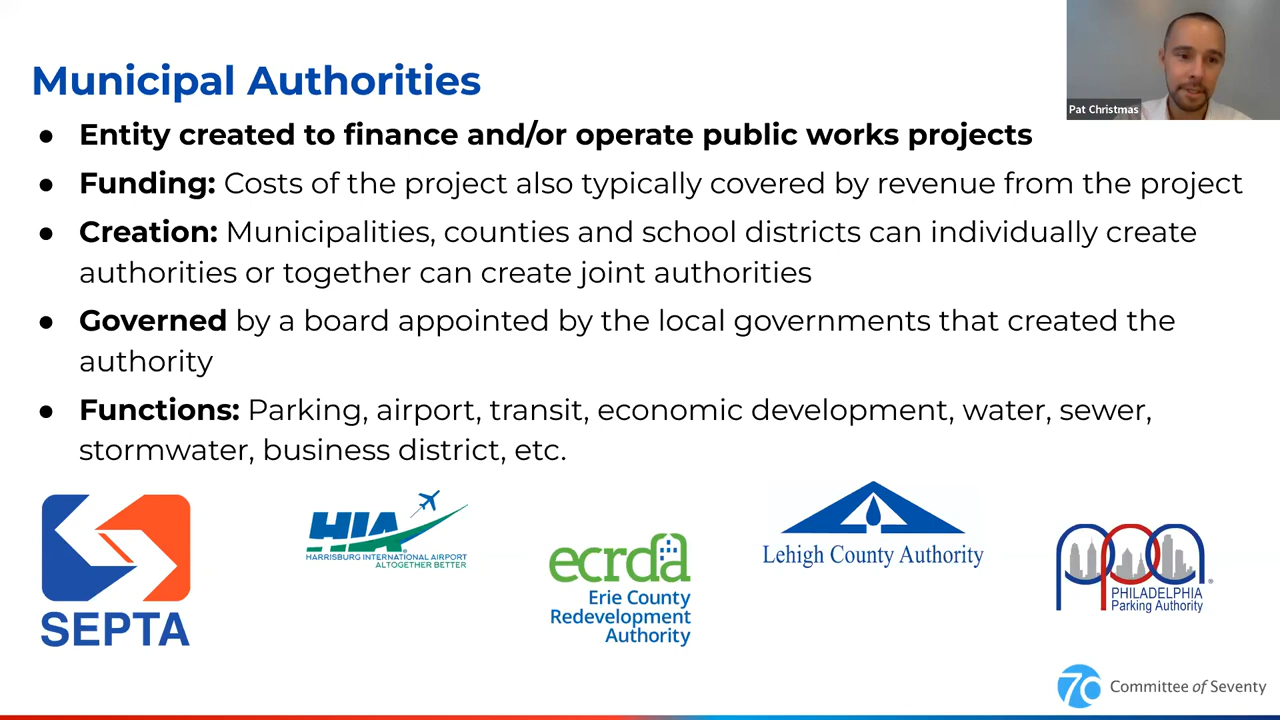 Municipal Authorities
Pat Christmas
● Entity created to finance and/or operate public works projects
● Funding: Costs of the project also typically covered by revenue from the project
● Creation: Municipalities, counties and school districts can individually create
authorities or together can create joint authorities
● Governed by a board appointed by the local governments that created the
authority
● Functions: Parking, airport, transit, economic development, water, sewer,
stormwater, business district, etc.
SEPTA
HIA®
HARRISBURG INTERNATIONAL AIRPORT
ALTOGETHER BETTER
ecrda
Erie County
Redevelopment
Authority
Lehigh County Authority
ppa®
PHILADELPHIA
Parking Authority
70 Committee of Seventy